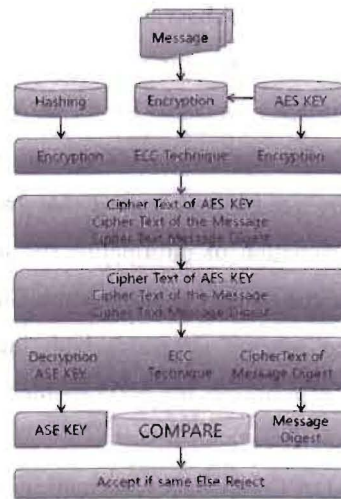 Message
Hashing Encryption AES KEY
Encryption ECC Technique Encryption
Cipher Text of AES KEY
Cipher Text of the Message
Cipher Text Message Digest
Cipher Text of AES KEY
Cipher Text of the Message
Cipher Text Message Digest
Decryption ECC CipherText of
ASE KEY Technique Message Digest
ASE KEY COMPARE Message
Digest
Accept if same Else Reject